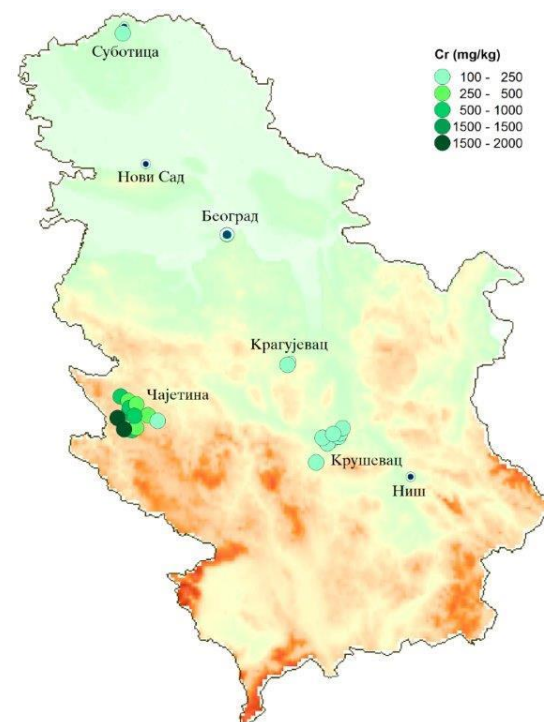 Суботица
Cr (mg/kg)
100 - 250
250 - 500
500 - 1000
1500 - 1500
1500 - 2000
Нови Сад
Београд
Крагујевац
Чајетина
Крушевац
Ниш